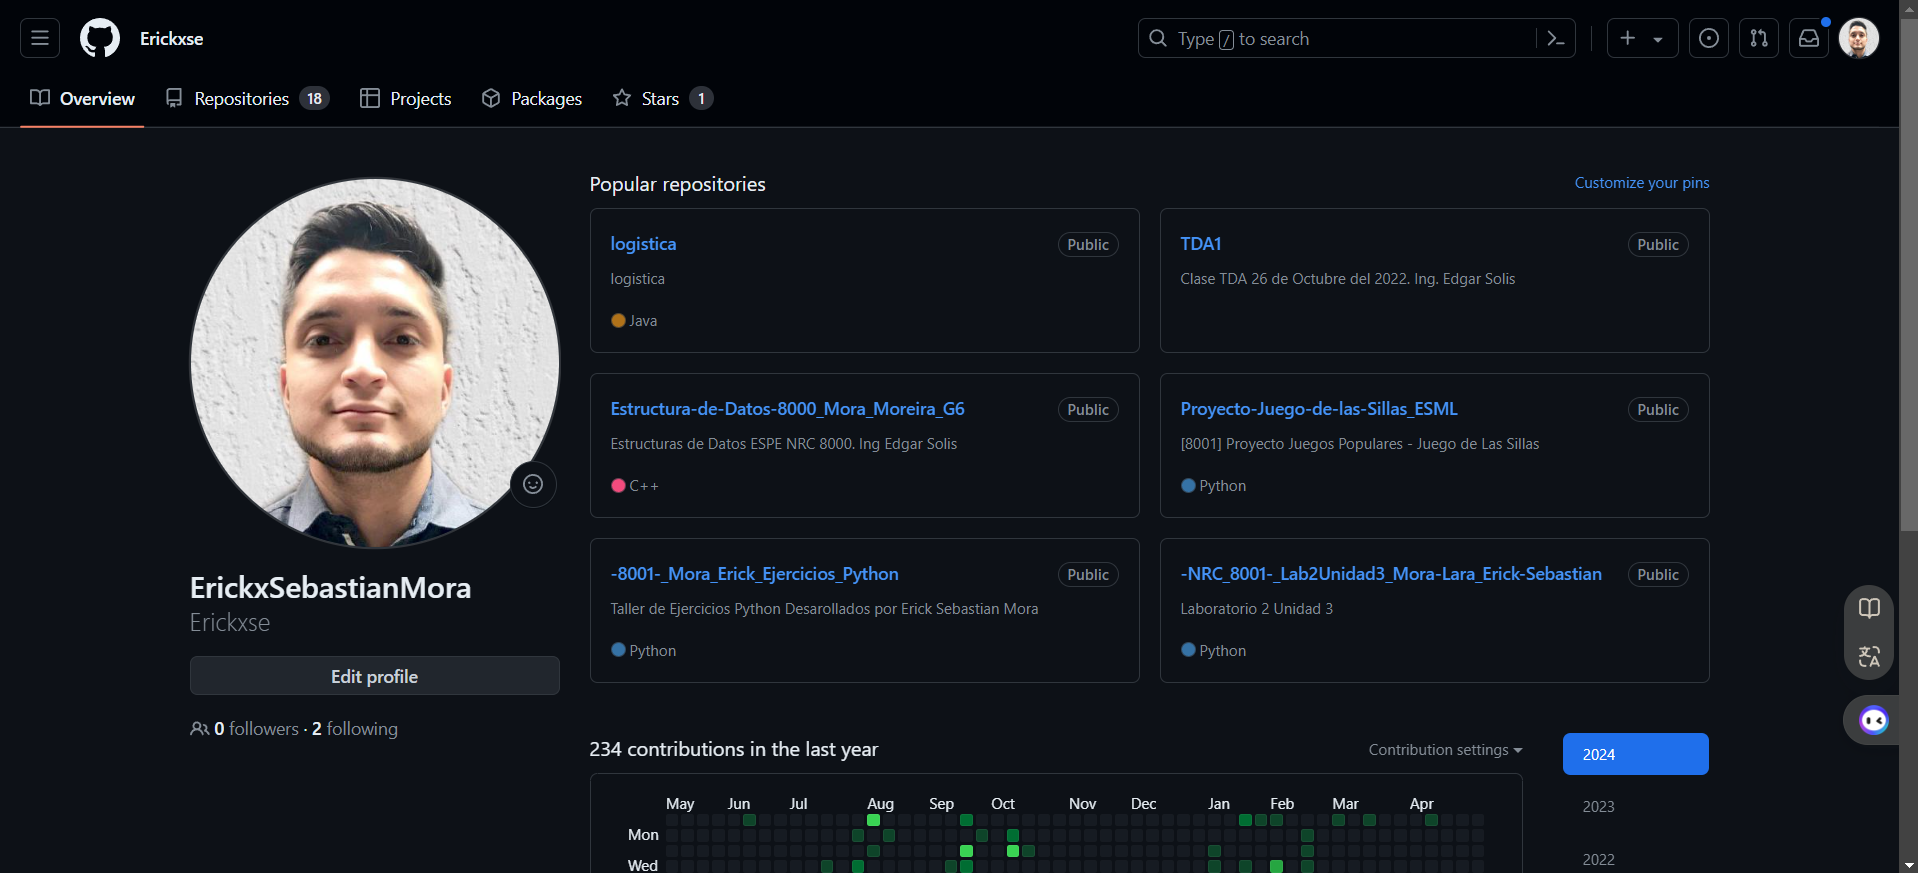 Erickxse
Type / to search
Overview Repositories 18 Projects Packages Stars 1
Popular repositories Customize your pins
logistica Public
logistica
Java
TDA1 Public
Clase TDA 26 de Octubre del 2022. Ing. Edgar Solis
Estructura-de-Datos-8000_Mora_Moreira_G6 Public
Estructuras de Datos ESPE NRC 8000. Ing Edgar Solis
C++
Proyecto-Juego-de-las-Sillas_ESML Public
[8001] Proyecto Juegos Populares - Juego de Las Sillas
Python
-8001-_Mora_Erick_Ejercicios_Python Public
Taller de Ejercicios Python Desarollados por Erick Sebastian Mora
Python
-NRC_8001-_Lab2Unidad3_Mora-Lara_Erick-Sebastian Public
Laboratorio 2 Unidad 3
Python
ErickxSebastianMora
Erickxse
Edit profile
0 followers · 2 following
234 contributions in the last year Contribution settings
2024
2023
2022
May Jun Jul Aug Sep Oct Nov Dec Jan Feb Mar Apr
Mon
Wed